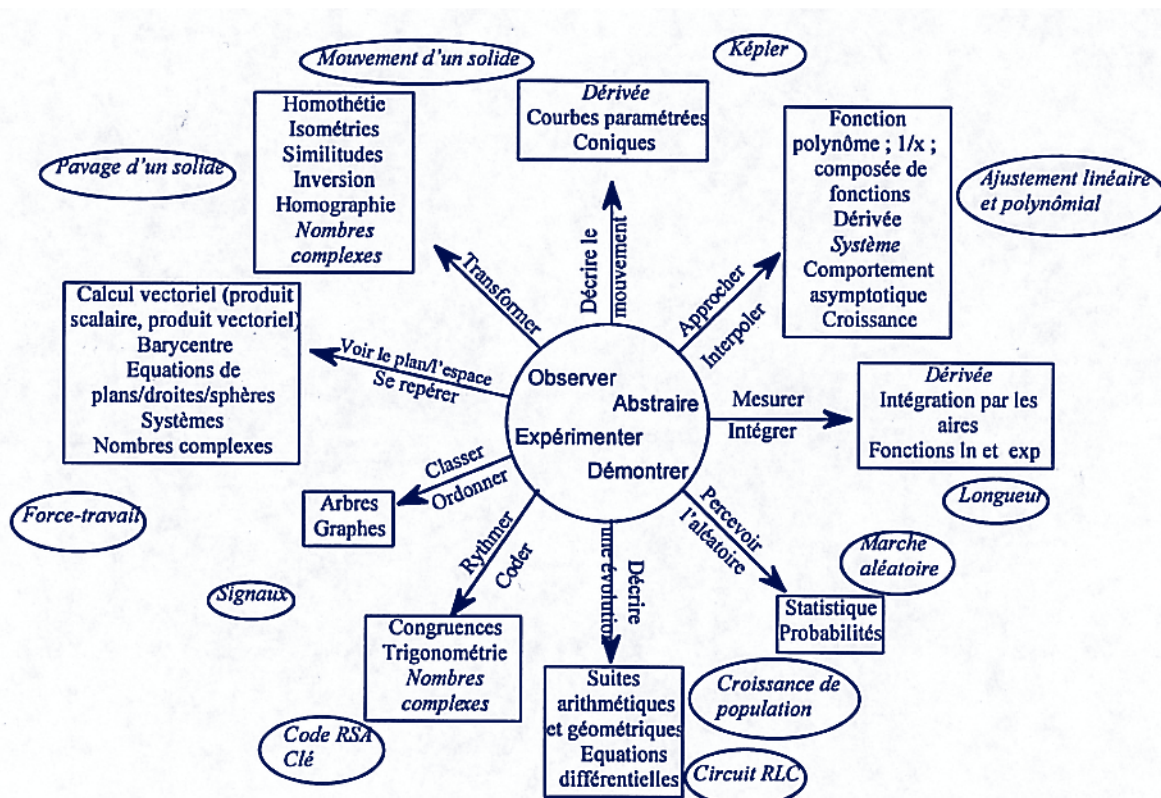 Mouvement d'un solide
Képler
Homothétie
Isométries
Similitudes
Inversion
Homographie
Nombres
complexes
Dérivée
Courbes paramétrées
Coniques
Fonction
polynôme ; 1/x ;
composée de
fonctions
Dérivée
Système
Comportement
asymptotique
Croissance
Pavage d'un solide
Ajustement linéaire
et polynômial
Transformer
Décrire le
mouvement
Approcher
Interpoler
Calcul vectoriel (produit
scalaire, produit vectoriel)
Barycentre
Equations de
plans/droites/sphères
Systèmes
Nombres complexes
Voir le plan/l'espace
Se repérer
Observer
Abstraire
Expérimenter
Démontrer
Mesurer
Intégrer
Dérivée
Intégration par les
aires
Fonctions ln et exp
Longueur
Classer
Ordonner
Arbres
Graphes
Force-travail
Rythmer
Coder
Décrire
une évolution
Percevoir
l'aléatoire
Marche
aléatoire
Statistique
Probabilités
Signaux
Congruences
Trigonométrie
Nombres
complexes
Code RSA
Clé
Suites
arithmétiques
et géométriques
Equations
différentielles
Croissance de
population
Circuit RLC